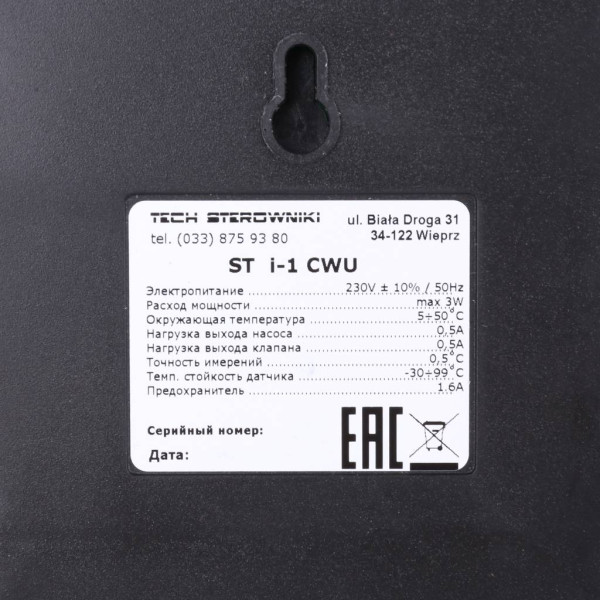 TECH STEROWNIKI
ul. Biała Droga 31
tel. (033) 875 93 80
34-122 Wieprz
ST i-1 CWU
Электропитание 230V ± 10% / 50Hz
Расход мощности max 3W
Окружающая температура 5÷50°C
Нагрузка выхода насоса 0,5A
Нагрузка выхода клапана 0,5A
Точность имерений 0,5°C
Темп. стойкость датчика -30÷99°C
Предохранитель 1.6A
Серийный номер:
Дата:
EAC